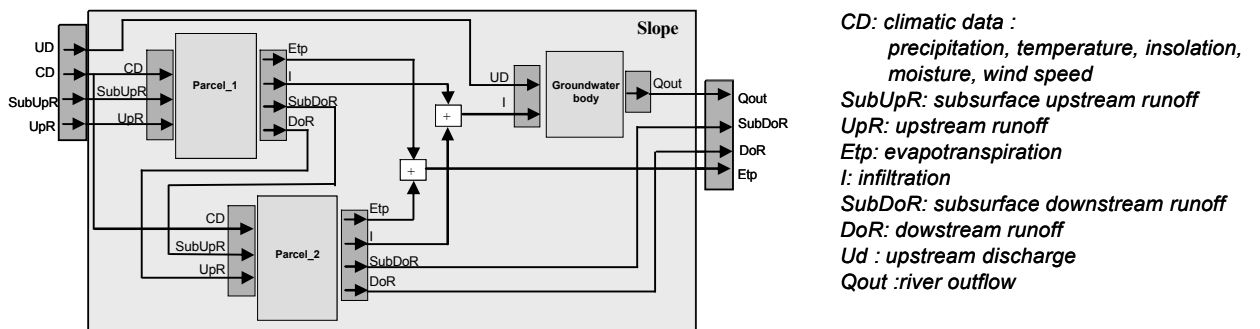 Slope
UD
CD
SubUpR
UpR
CD
SubUpR
UpR
Parcel_1
Etp
I
SubDoR
DoR
+
+
UD
I
Groundwater
body
Qout
Qout
SubDoR
DoR
Etp
CD
SubUpR
UpR
Parcel_2
Etp
I
SubDoR
DoR
CD: climatic data :
precipitation, temperature, insolation,
moisture, wind speed
SubUpR: subsurface upstream runoff
UpR: upstream runoff
Etp: evapotranspiration
I: infiltration
SubDoR: subsurface downstream runoff
DoR: dowstream runoff
Ud : upstream discharge
Qout :river outflow